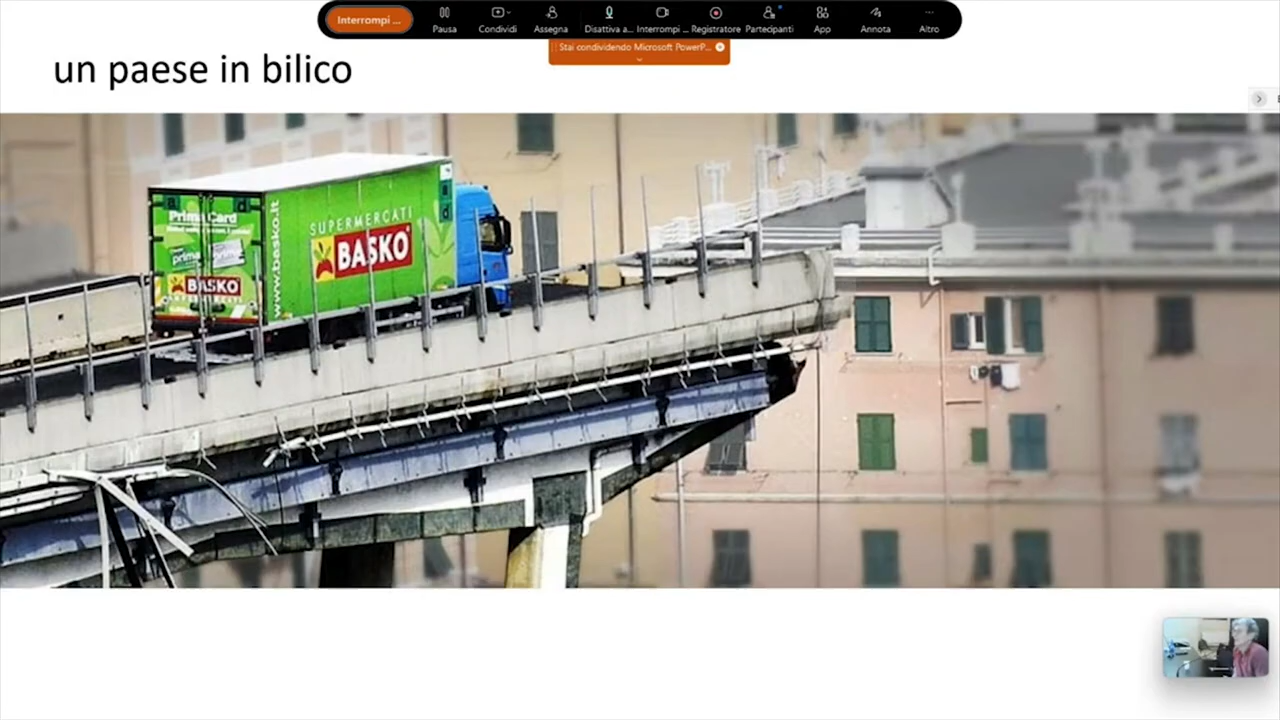 Interrompi ...
Pausa
Condividi
Assegna
Disattiva a...
Interrompi ...
Registratore
Partecipanti
App
Annota
Altro
Stai condividendo Microsoft PowerP...
un paese in bilico
PrimaCard
www.basko.it
SUPERMERCATI
BASKO
BASKO